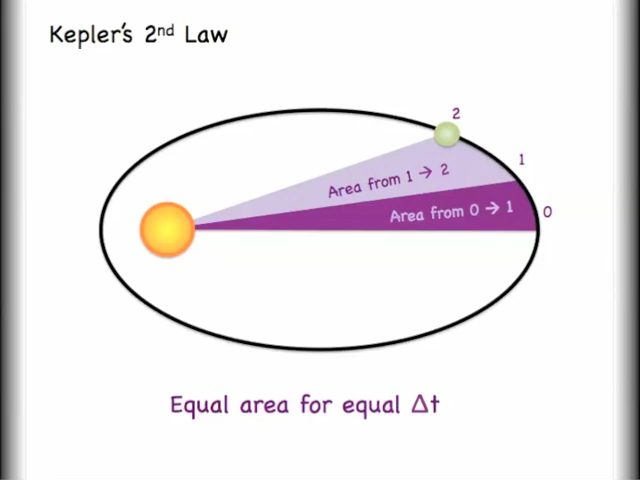 Kepler's 2nd Law
2
1
Area from 1 → 2
Area from 0 → 1
0
Equal area for equal Δt